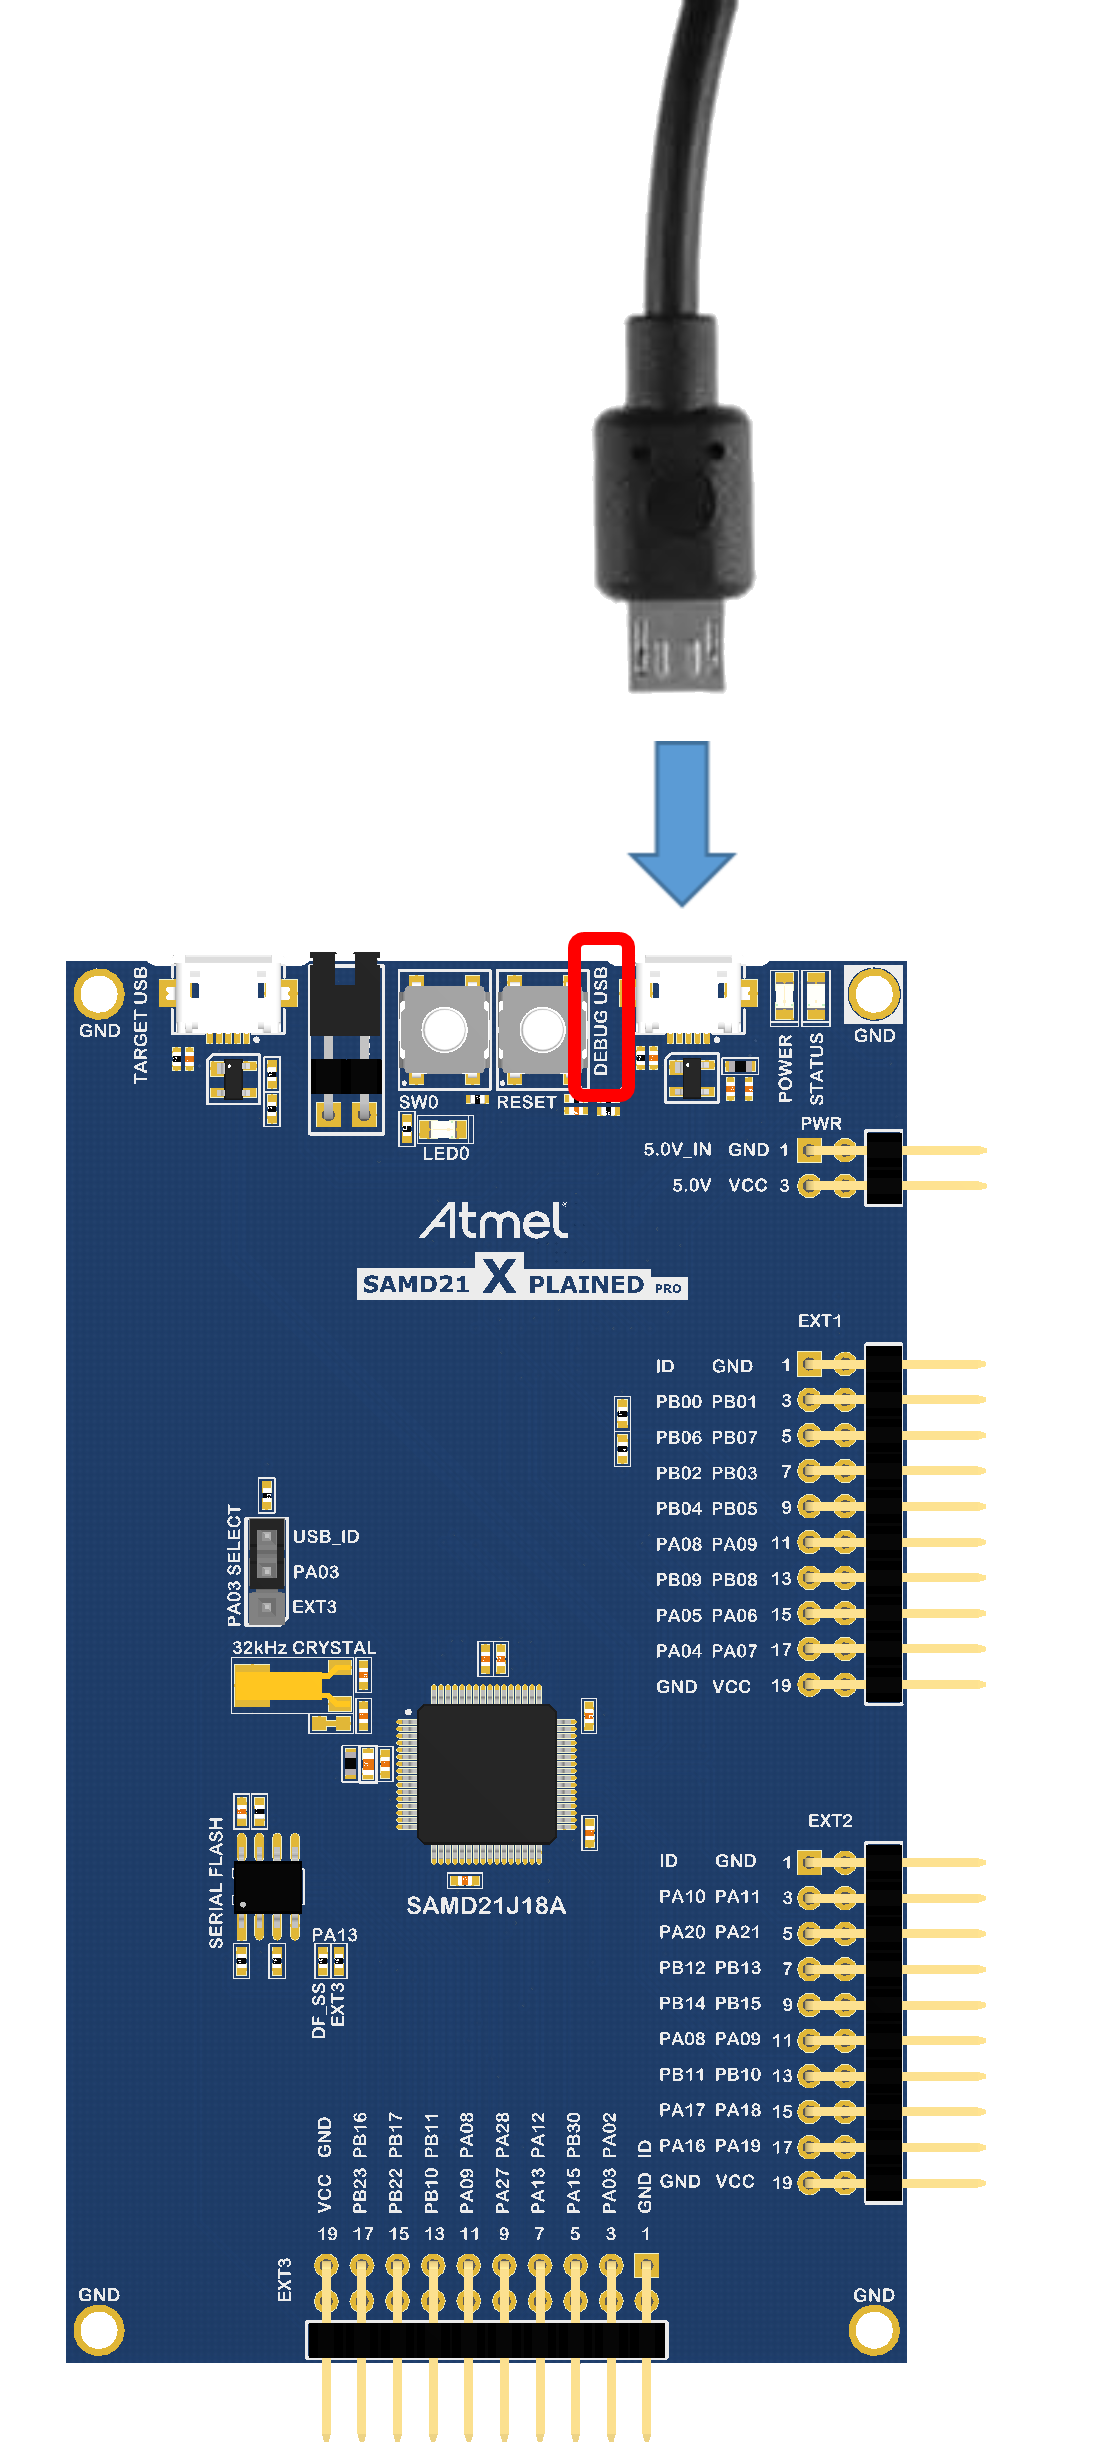 TARGET USB
DEBUG USB
GND
GND
POWER
STATUS
SW0
RESET
LED0
PWR
5.0V_IN GND 1
5.0V VCC 3
Atmel
SAMD21 XPLAINED PRO
EXT1
ID GND 1
PB00 PB01 3
PB06 PB07 5
PB02 PB03 7
PB04 PB05 9
PA08 PA09 11
PB09 PB08 13
PA05 PA06 15
PA04 PA07 17
GND VCC 19
PA03 SELECT
USB_ID
PA03
EXT3
32kHz CRYSTAL
SERIAL FLASH
SAMD21J18A
PA13
DF_SS
EXT3
EXT2
ID GND 1
PA10 PA11 3
PA20 PA21 5
PB12 PB13 7
PB14 PB15 9
PA08 PA09 11
PB11 PB10 13
PA17 PA18 15
PA16 PA19 17
GND VCC 19
VCC GND
PB23 PB16
PB22 PB17
PB10 PB11
PA09 PA08
PA27 PA28
PA13 PA12
PA15 PB30
PA03 PA02
GND ID
19 17 15 13 11 9 7 5 3 1
EXT3
GND
GND